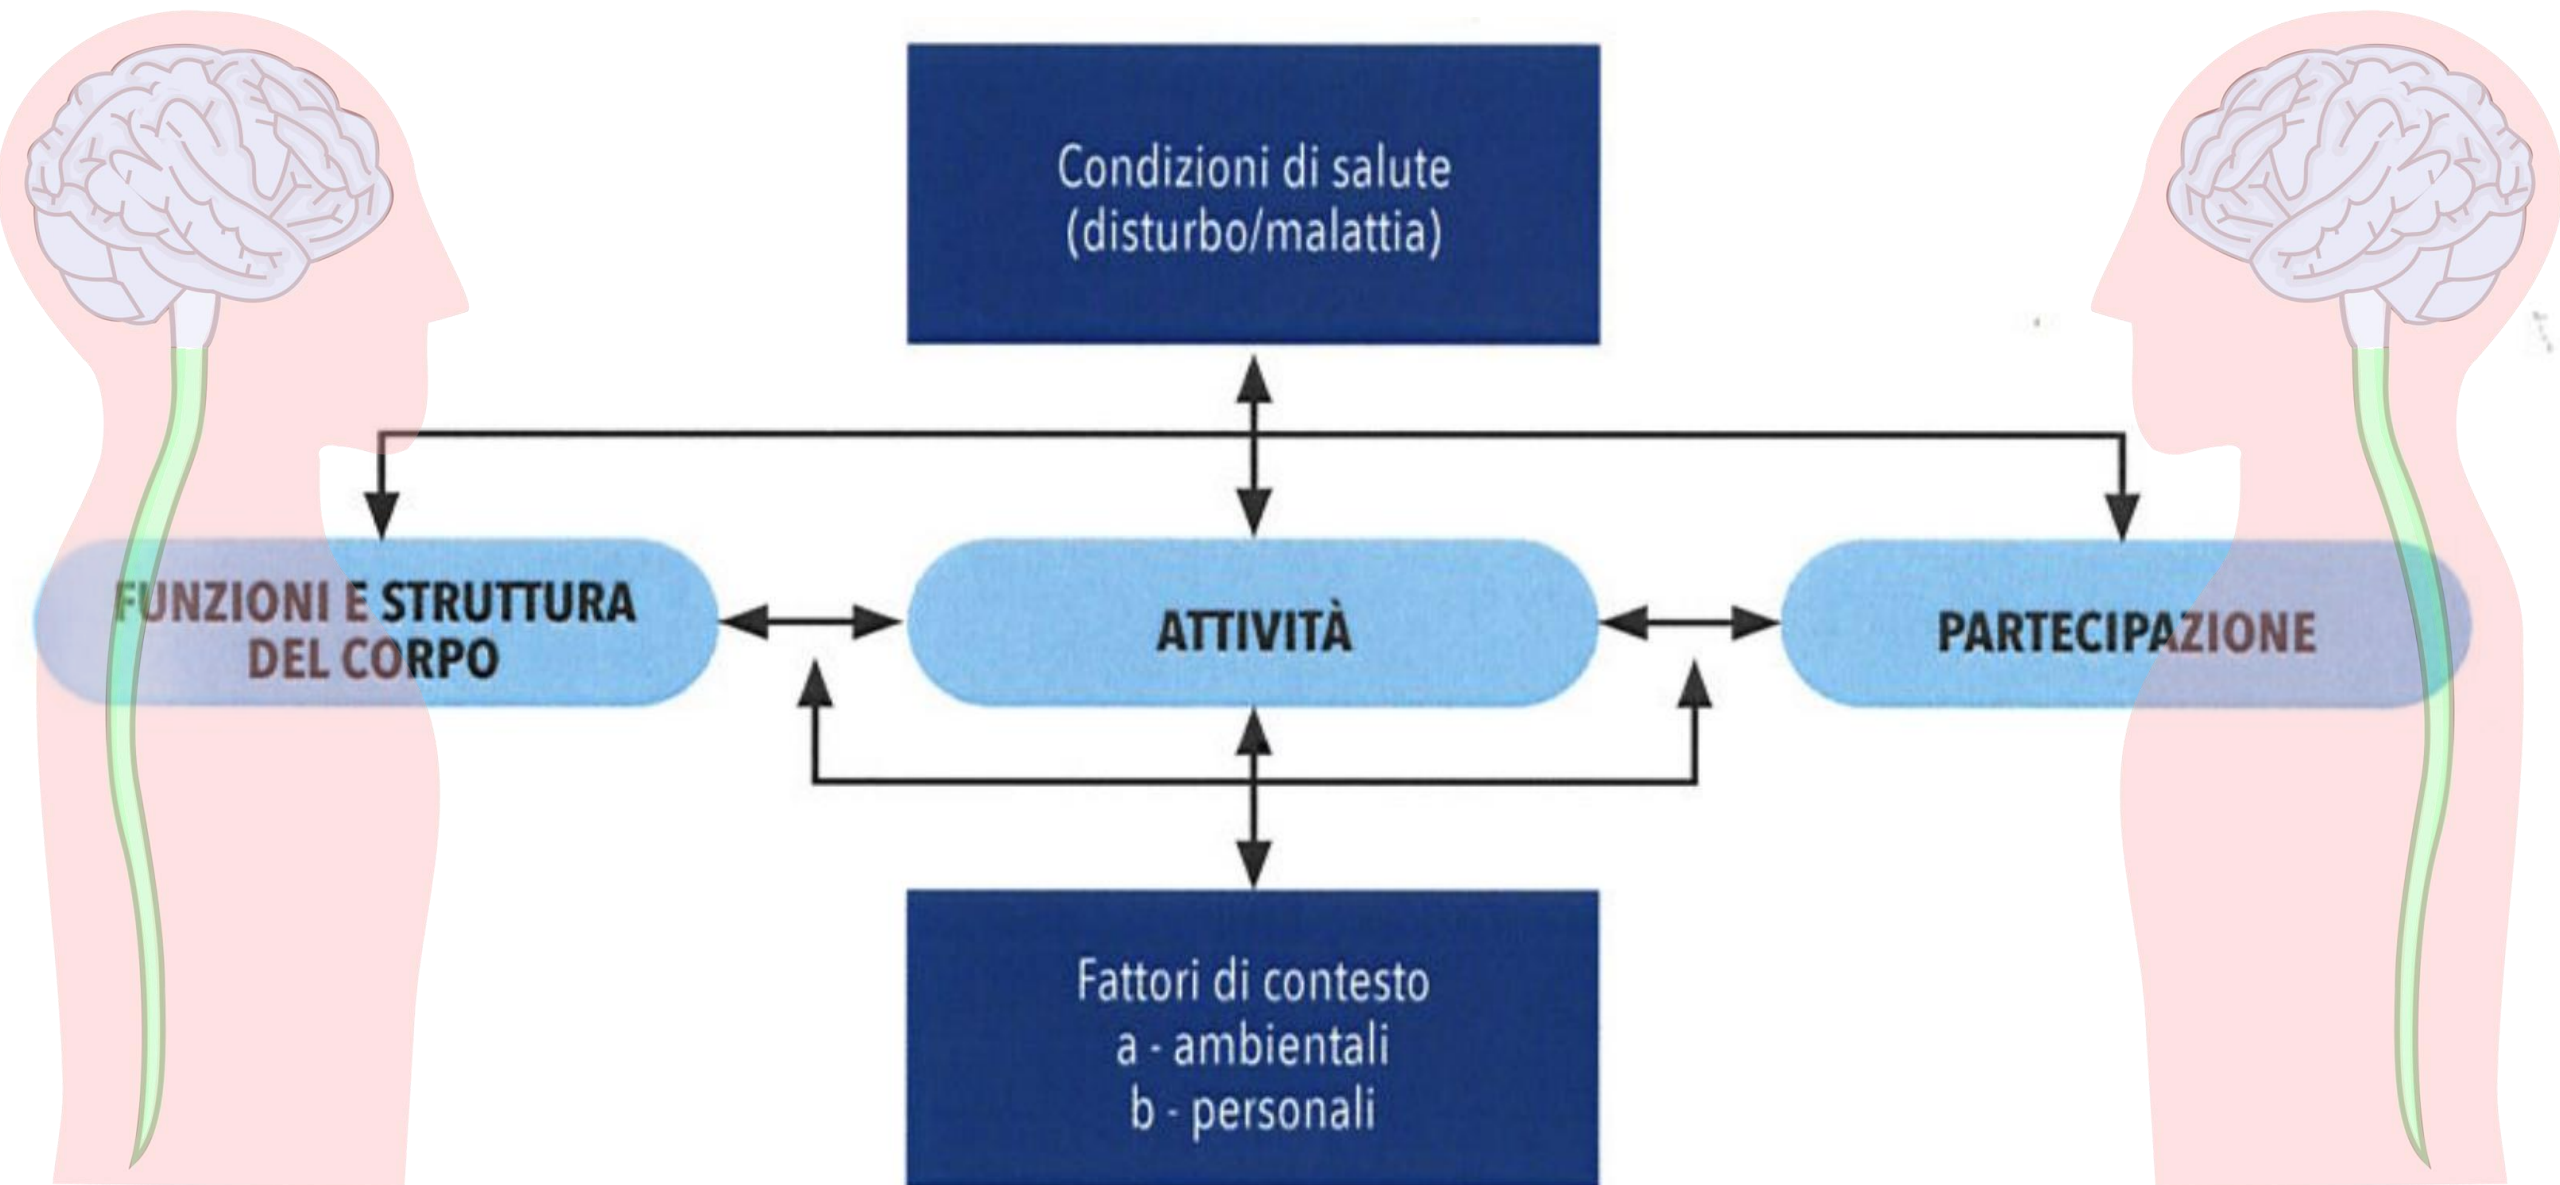 Condizioni di salute
(disturbo/malattia)
FUNZIONI E STRUTTURA
DEL CORPO
ATTIVITÀ
PARTECIPAZIONE
Fattori di contesto
a - ambientali
b - personali